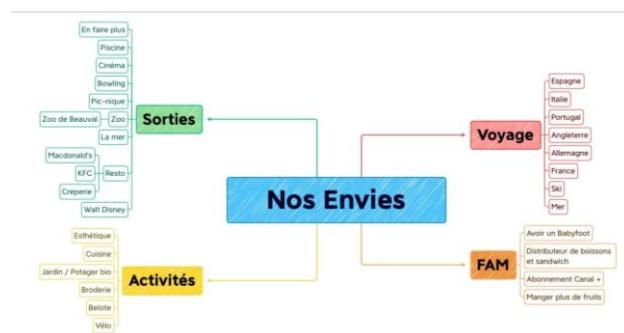 Nos Envies
Sorties
En faire plus
Piscine
Cinéma
Bowling
Pic-nique
Zoo
Zoo de Beauval
La mer
Resto
Macdonald's
KFC
Creperie
Walt Disney
Activités
Esthétique
Cuisine
Jardin / Potager bio
Broderie
Belote
Vélo
Voyage
Espagne
Italie
Portugal
Angleterre
Allemagne
France
Ski
Mer
FAM
Avoir un Babyfoot
Distributeur de boissons
et sandwich
Abonnement Canal +
Manger plus de fruits